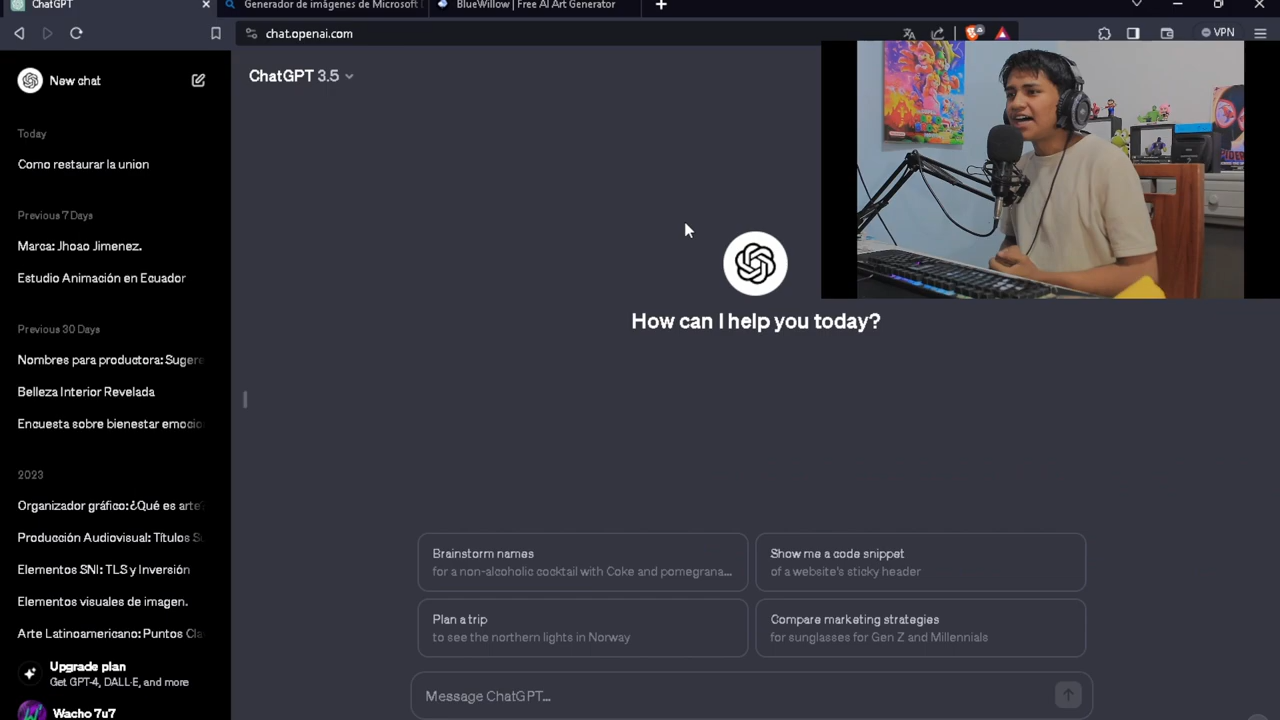 ChatGPT
Generador de imágenes de Microsoft
BlueWillow | Free AI Art Generator
chat.openai.com
VPN
New chat
ChatGPT 3.5
Today
Como restaurar la union
Previous 7 Days
Marca: Jhoao Jimenez.
Estudio Animación en Ecuador
Previous 30 Days
Nombres para productora: Sugere
Belleza Interior Revelada
Encuesta sobre bienestar emocio
2023
Organizador gráfico: ¿Qué es arte?
Producción Audiovisual: Títulos S
Elementos SNI: TLS y Inversión
Elementos visuales de imagen.
Arte Latinoamericano: Puntos Cla
Upgrade plan
Get GPT-4, DALL·E, and more
Wacho 7u7
How can I help you today?
Brainstorm names
for a non-alcoholic cocktail with Coke and pomegrana...
Show me a code snippet
of a website's sticky header
Plan a trip
to see the northern lights in Norway
Compare marketing strategies
for sunglasses for Gen Z and Millennials
Message ChatGPT...